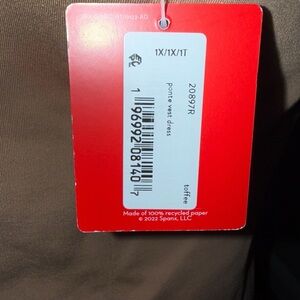 1X/1X/1T
20897R
ponte vest dress
toffee
1 96992 08140 7
Made of 100% recycled paper
© 2022 Spanx, LLC